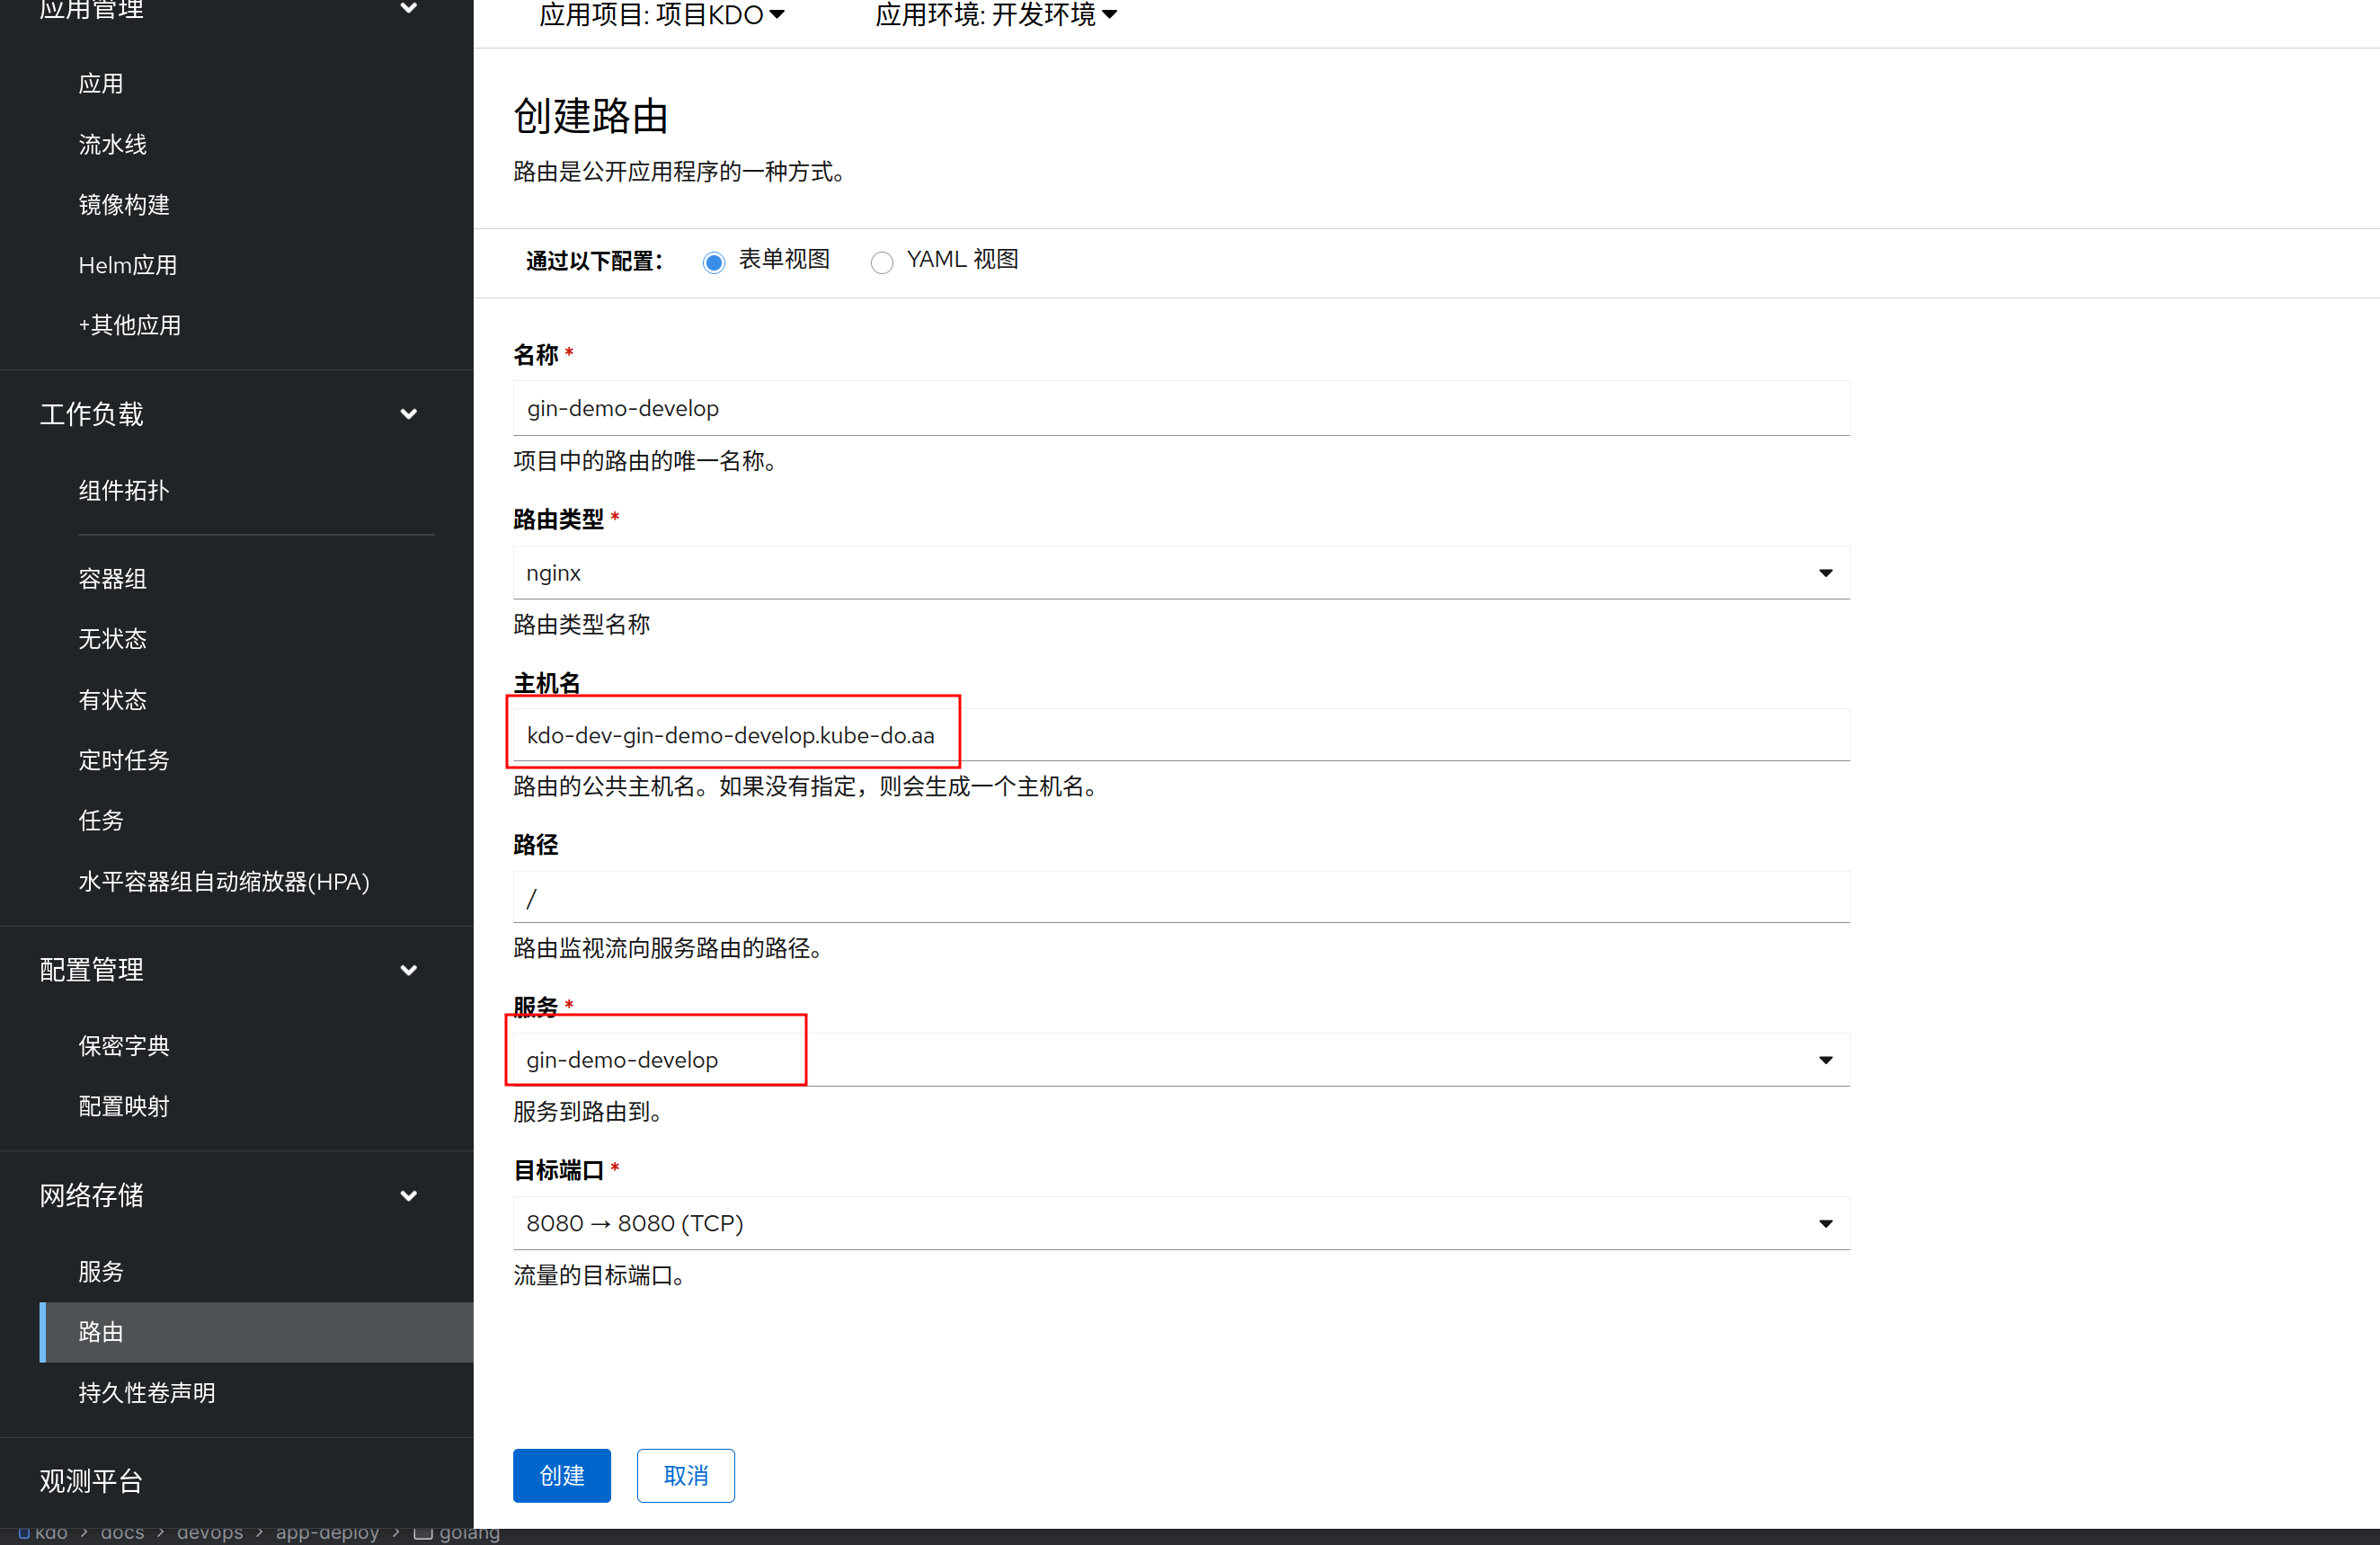 应用管理
应用
流水线
镜像构建
Helm应用
+其他应用
工作负载
组件拓扑
容器组
无状态
有状态
定时任务
任务
水平容器组自动缩放器(HPA)
配置管理
保密字典
配置映射
网络存储
服务
路由
持久性卷声明
观测平台
应用项目: 项目KDO 应用环境: 开发环境
创建路由
路由是公开应用程序的一种方式。
通过以下配置： 表单视图 YAML 视图
名称 *
gin-demo-develop
项目中的路由的唯一名称。
路由类型 *
nginx
路由类型名称
主机名
kdo-dev-gin-demo-develop.kube-do.aa
路由的公共主机名。如果没有指定，则会生成一个主机名。
路径
/
路由监视流向服务路由的路径。
服务 *
gin-demo-develop
服务到路由到。
目标端口 *
8080 → 8080 (TCP)
流量的目标端口。
创建 取消
kdo > docs > devops > app-deploy > golang